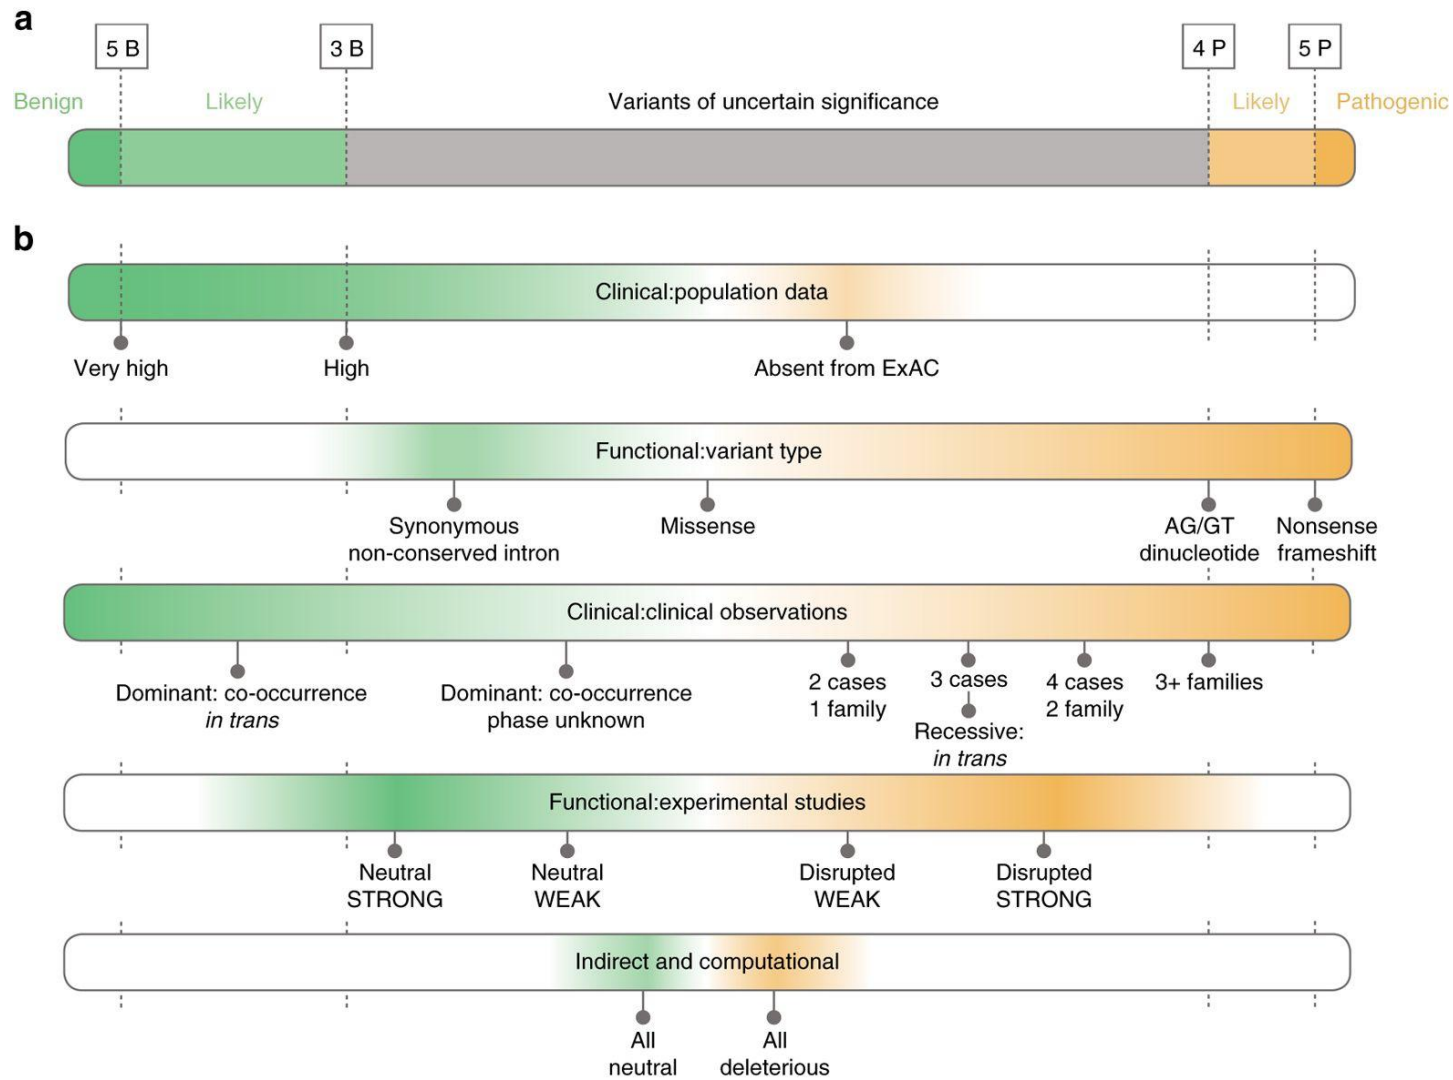 a
5 B
3 B
4 P
5 P
Benign
Likely
Variants of uncertain significance
Likely
Pathogenic
b
Clinical:population data
Very high
High
Absent from ExAC
Functional:variant type
Synonymous
non-conserved intron
Missense
AG/GT
dinucleotide
Nonsense
frameshift
Clinical:clinical observations
Dominant: co-occurrence
in trans
Dominant: co-occurrence
phase unknown
2 cases
1 family
3 cases
Recessive:
in trans
4 cases
2 family
3+ families
Functional:experimental studies
Neutral
STRONG
Neutral
WEAK
Disrupted
WEAK
Disrupted
STRONG
Indirect and computational
All
neutral
All
deleterious